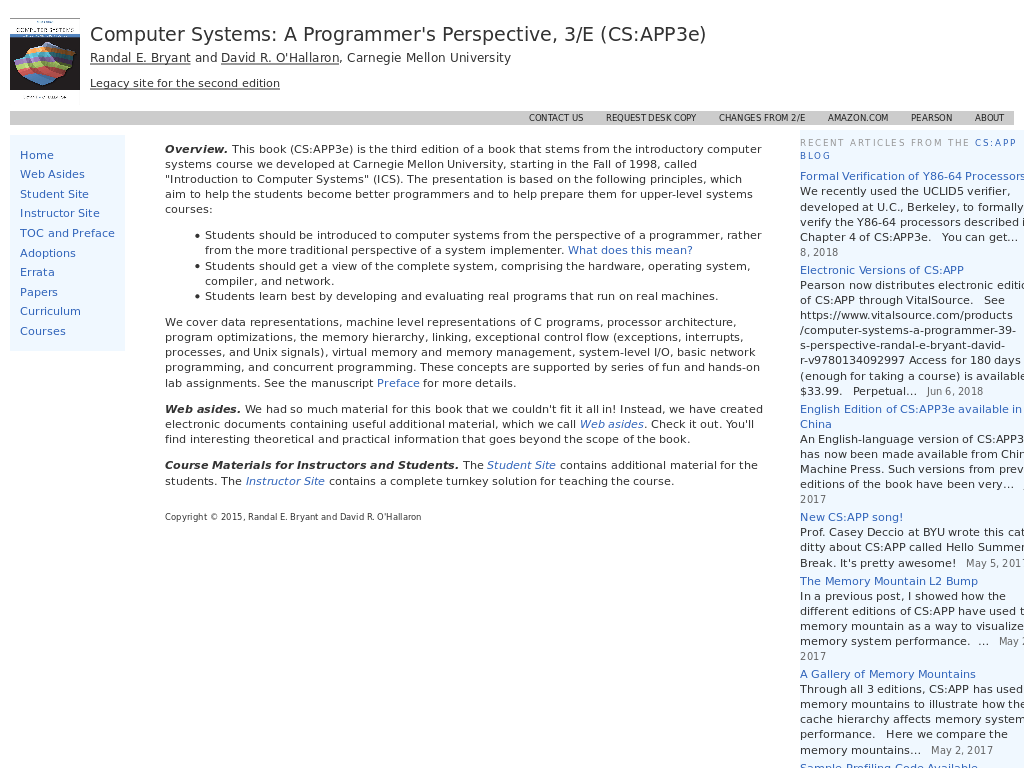 Computer Systems: A Programmer's Perspective, 3/E (CS:APP3e)
Randal E. Bryant and David R. O'Hallaron, Carnegie Mellon University
Legacy site for the second edition
CONTACT US REQUEST DESK COPY CHANGES FROM 2/E AMAZON.COM PEARSON ABOUT
Home
Web Asides
Student Site
Instructor Site
TOC and Preface
Adoptions
Errata
Papers
Curriculum
Courses
Overview. This book (CS:APP3e) is the third edition of a book that stems from the introductory computer
systems course we developed at Carnegie Mellon University, starting in the Fall of 1998, called
"Introduction to Computer Systems" (ICS). The presentation is based on the following principles, which
aim to help the students become better programmers and to help prepare them for upper-level systems
courses:
• Students should be introduced to computer systems from the perspective of a programmer, rather
from the more traditional perspective of a system implementer. What does this mean?
• Students should get a view of the complete system, comprising the hardware, operating system,
compiler, and network.
• Students learn best by developing and evaluating real programs that run on real machines.
We cover data representations, machine level representations of C programs, processor architecture,
program optimizations, the memory hierarchy, linking, exceptional control flow (exceptions, interrupts,
processes, and Unix signals), virtual memory and memory management, system-level I/O, basic network
programming, and concurrent programming. These concepts are supported by series of fun and hands-on
lab assignments. See the manuscript Preface for more details.
Web asides. We had so much material for this book that we couldn't fit it all in! Instead, we have created
electronic documents containing useful additional material, which we call Web asides. Check it out. You'll
find interesting theoretical and practical information that goes beyond the scope of the book.
Course Materials for Instructors and Students. The Student Site contains additional material for the
students. The Instructor Site contains a complete turnkey solution for teaching the course.
Copyright © 2015, Randal E. Bryant and David R. O'Hallaron
RECENT ARTICLES FROM THE CS:APP
BLOG
Formal Verification of Y86-64 Processors
We recently used the UCLID5 verifier,
developed at U.C., Berkeley, to formally
verify the Y86-64 processors described
Chapter 4 of CS:APP3e. You can get...
8, 2018
Electronic Versions of CS:APP
Pearson now distributes electronic
of CS:APP through VitalSource. See
https://www.vitalsource.com/products
/computer-systems-a-programmer-39-
s-perspective-randal-e-bryant-david-
r-v9780134092997 Access for 180 days
(enough for taking a course) is available
$33.99. Perpetual... Jun 6, 2018
English Edition of CS:APP3e available in
China
An English-language version of
has now been made available from
Machine Press. Such versions from
editions of the book have been very...
2017
New CS:APP song!
Prof. Casey Deccio at BYU wrote this
ditty about CS:APP called Hello Summer
Break. It's pretty awesome! May 5,
The Memory Mountain L2 Bump
In a previous post, I showed how the
different editions of CS:APP have used
memory mountain as a way to visualize
memory system performance. ... May
2017
A Gallery of Memory Mountains
Through all 3 editions, CS:APP has used
memory mountains to illustrate how the
cache hierarchy affects memory system
performance. Here we compare the
memory mountains... May 2, 2017
Sample Profiling Code Available